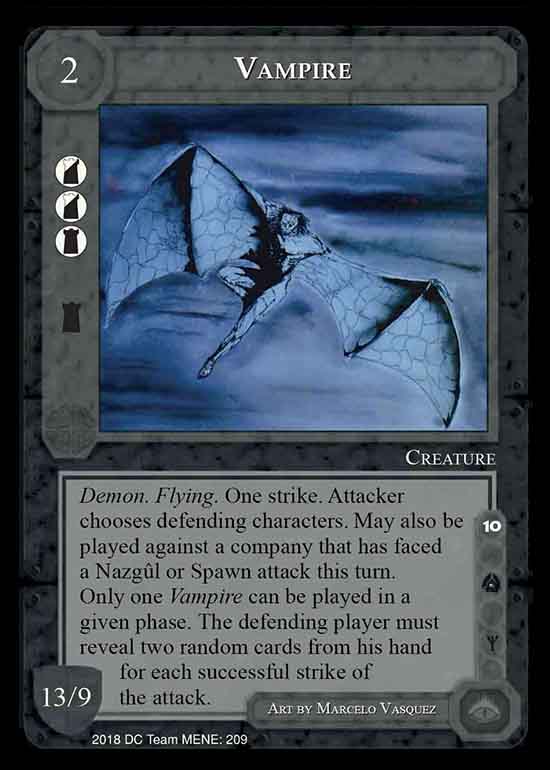 2
VAMPIRE
CREATURE
Demon. Flying. One strike. Attacker
chooses defending characters. May also be
played against a company that has faced
a Nazgûl or Spawn attack this turn.
Only one Vampire can be played in a
given phase. The defending player must
reveal two random cards from his hand
for each successful strike of
the attack.
10
13/9
ART BY MARCELO VASQUEZ
2018 DC Team MENE: 209